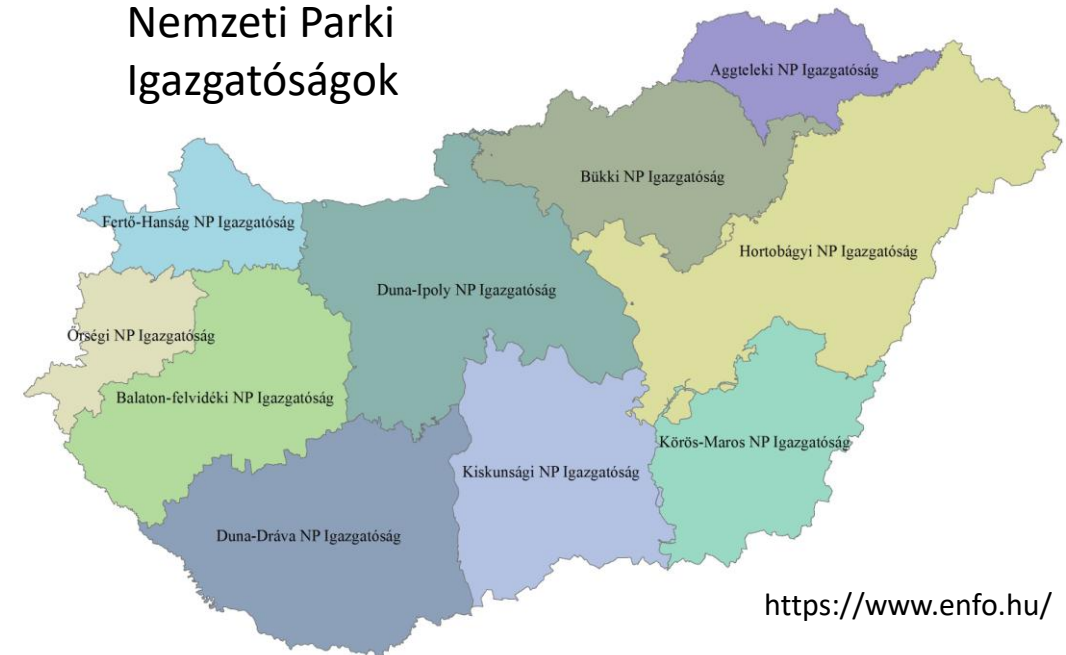 Nemzeti Parki
Igazgatóságok
Aggteleki NP Igazgatóság
Bükki NP Igazgatóság
Fertő-Hanság NP Igazgatóság
Hortobágyi NP Igazgatóság
Duna-Ipoly NP Igazgatóság
Őrségi NP Igazgatóság
Balaton-felvidéki NP Igazgatóság
Körös-Maros NP Igazgatóság
Kiskunsági NP Igazgatóság
Duna-Dráva NP Igazgatóság
https://www.enfo.hu/